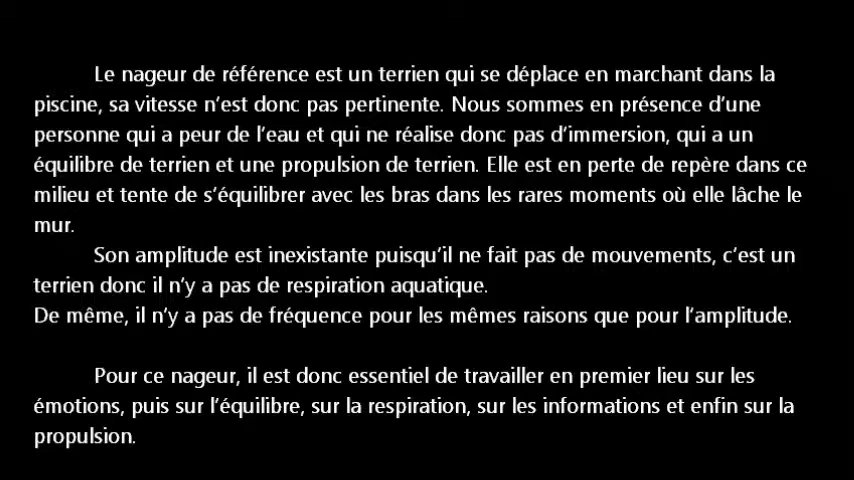 Le nageur de référence est un terrien qui se déplace en marchant dans la
piscine, sa vitesse n'est donc pas pertinente. Nous sommes en présence d'une
personne qui a peur de l'eau et qui ne réalise donc pas d'immersion, qui a un
équilibre de terrien et une propulsion de terrien. Elle est en perte de repère dans ce
milieu et tente de s'équilibrer avec les bras dans les rares moments où elle lâche le
mur.
Son amplitude est inexistante puisqu'il ne fait pas de mouvements, c'est un
terrien donc il n'y a pas de respiration aquatique.
De même, il n'y a pas de fréquence pour les mêmes raisons que pour l'amplitude.
Pour ce nageur, il est donc essentiel de travailler en premier lieu sur les
émotions, puis sur l'équilibre, sur la respiration, sur les informations et enfin sur la
propulsion.